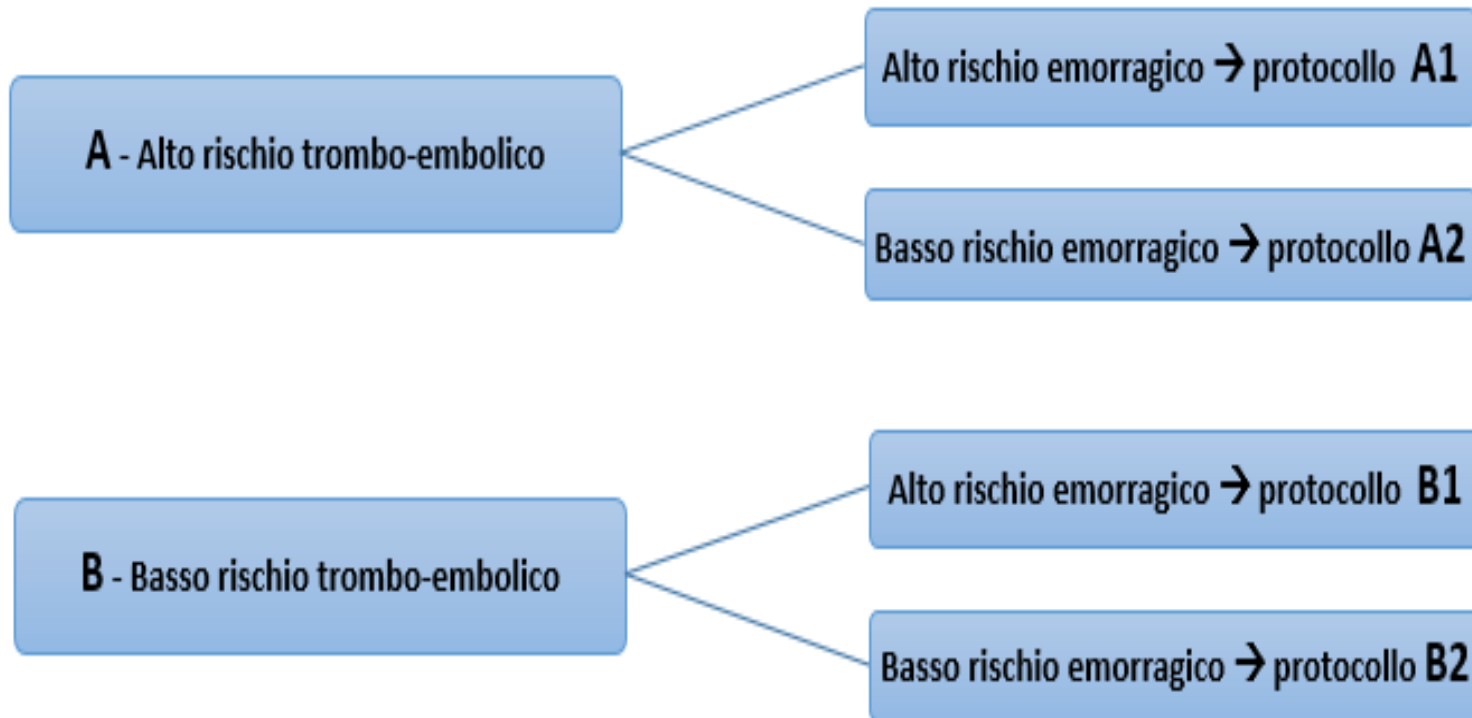 A - Alto rischio trombo-embolico
Alto rischio emorragico → protocollo A1
Basso rischio emorragico → protocollo A2
B - Basso rischio trombo-embolico
Alto rischio emorragico → protocollo B1
Basso rischio emorragico → protocollo B2